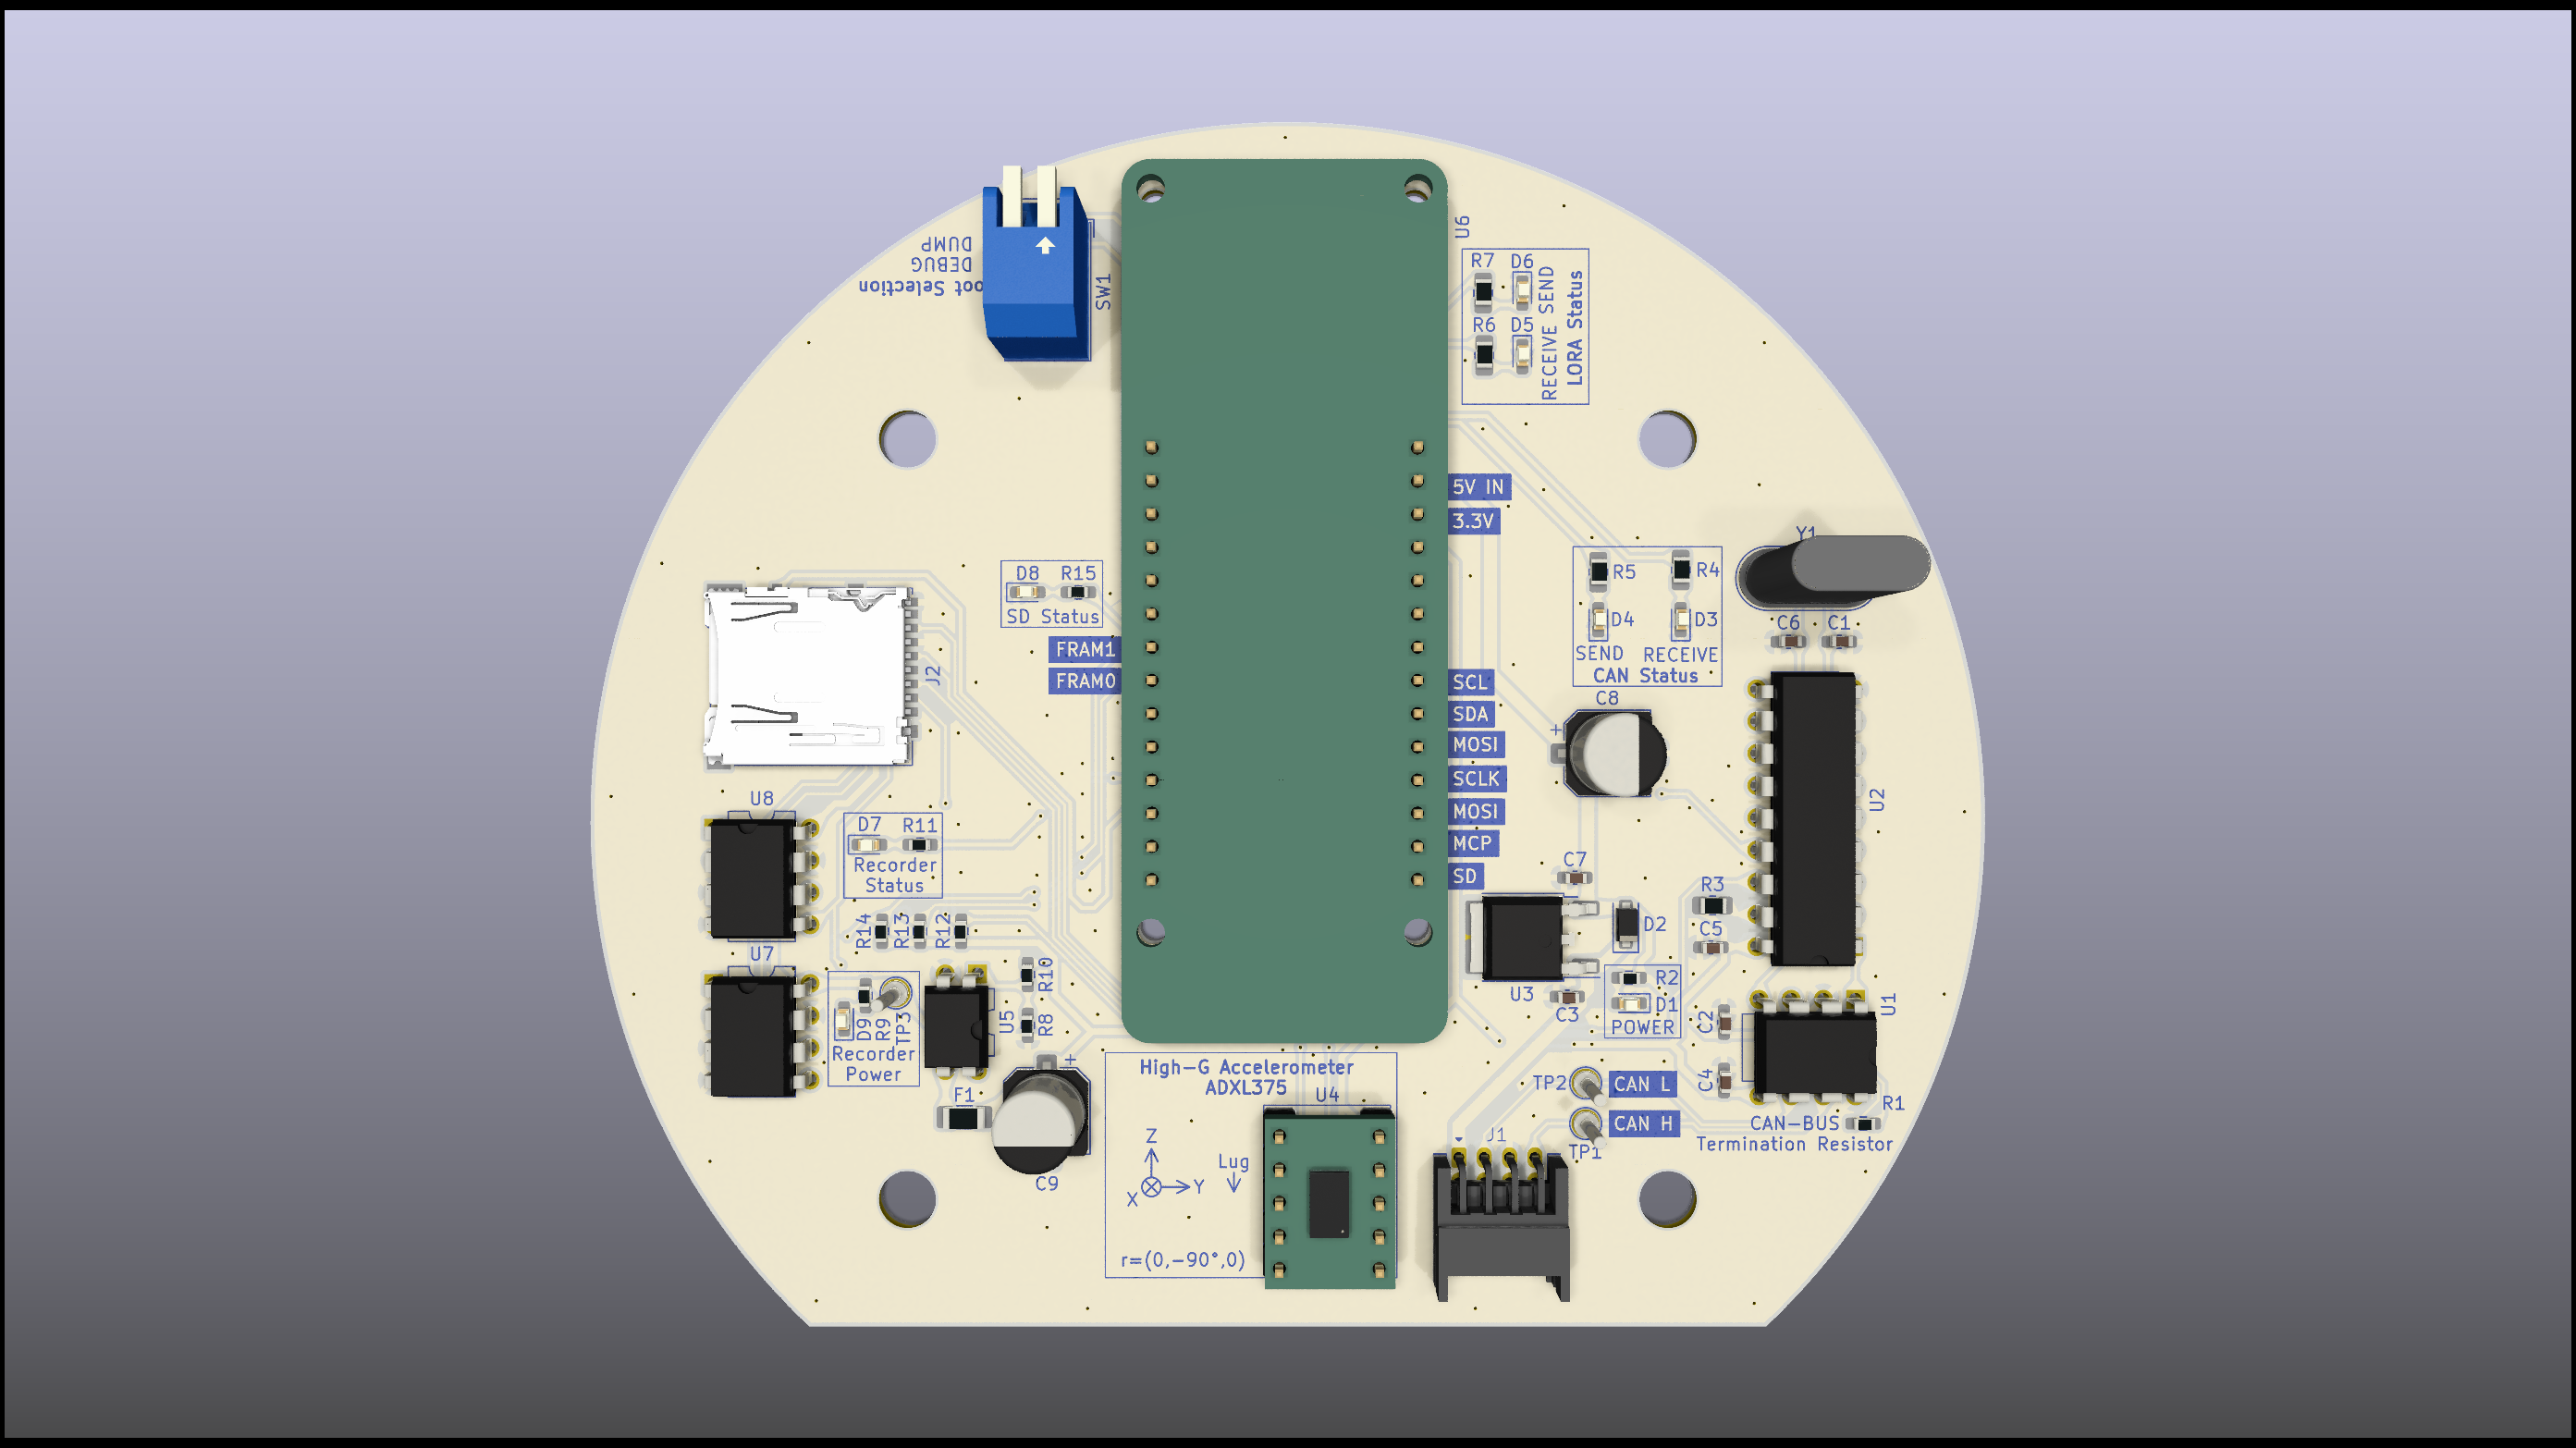 DUMP
DEBUG
oot Selection
SW1
U6
R7 D6
R6 D5
RECEIVE SEND
LORA Status
5V IN
3.3V
Y1
R5 R4
D4 D3
SEND RECEIVE
CAN Status
C6 C1
D8 R15
SD Status
FRAM1
FRAM0
J2
SCL
SDA
MOSI
SCLK
MOSI
MCP
SD
C8
+
U2
U8
D7 R11
Recorder
Status
R14 R13 R12
U7
D9 R9 TP3
Recorder
Power
U5
R10
R8
F1
+
C9
C7
U3
D2
R3
C5
R2
D1
POWER
C3
C2
C4
U1
R1
TP2 CAN L
CAN H
TP1
CAN-BUS
Termination Resistor
High-G Accelerometer
ADXL375
U4
J1
Z
Lug
X Y
r=(0,-90°,0)